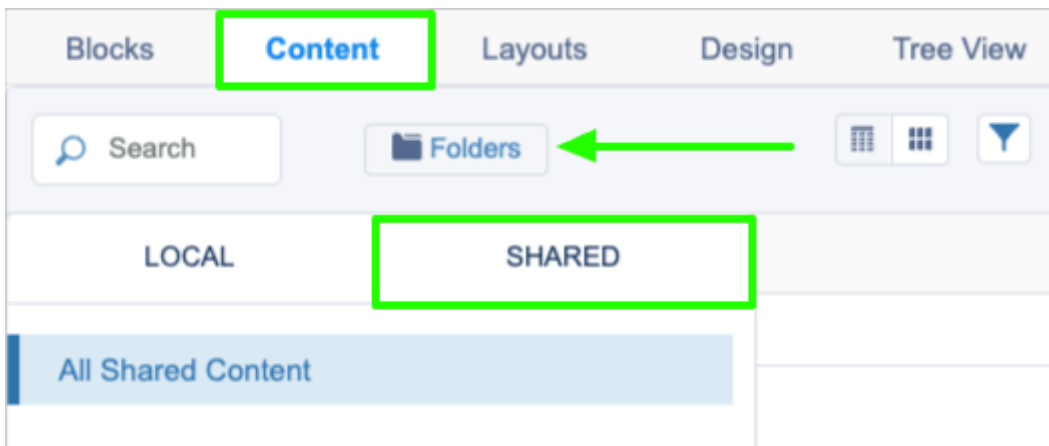 Blocks Content Layouts Design Tree View
Search Folders
LOCAL SHARED
All Shared Content